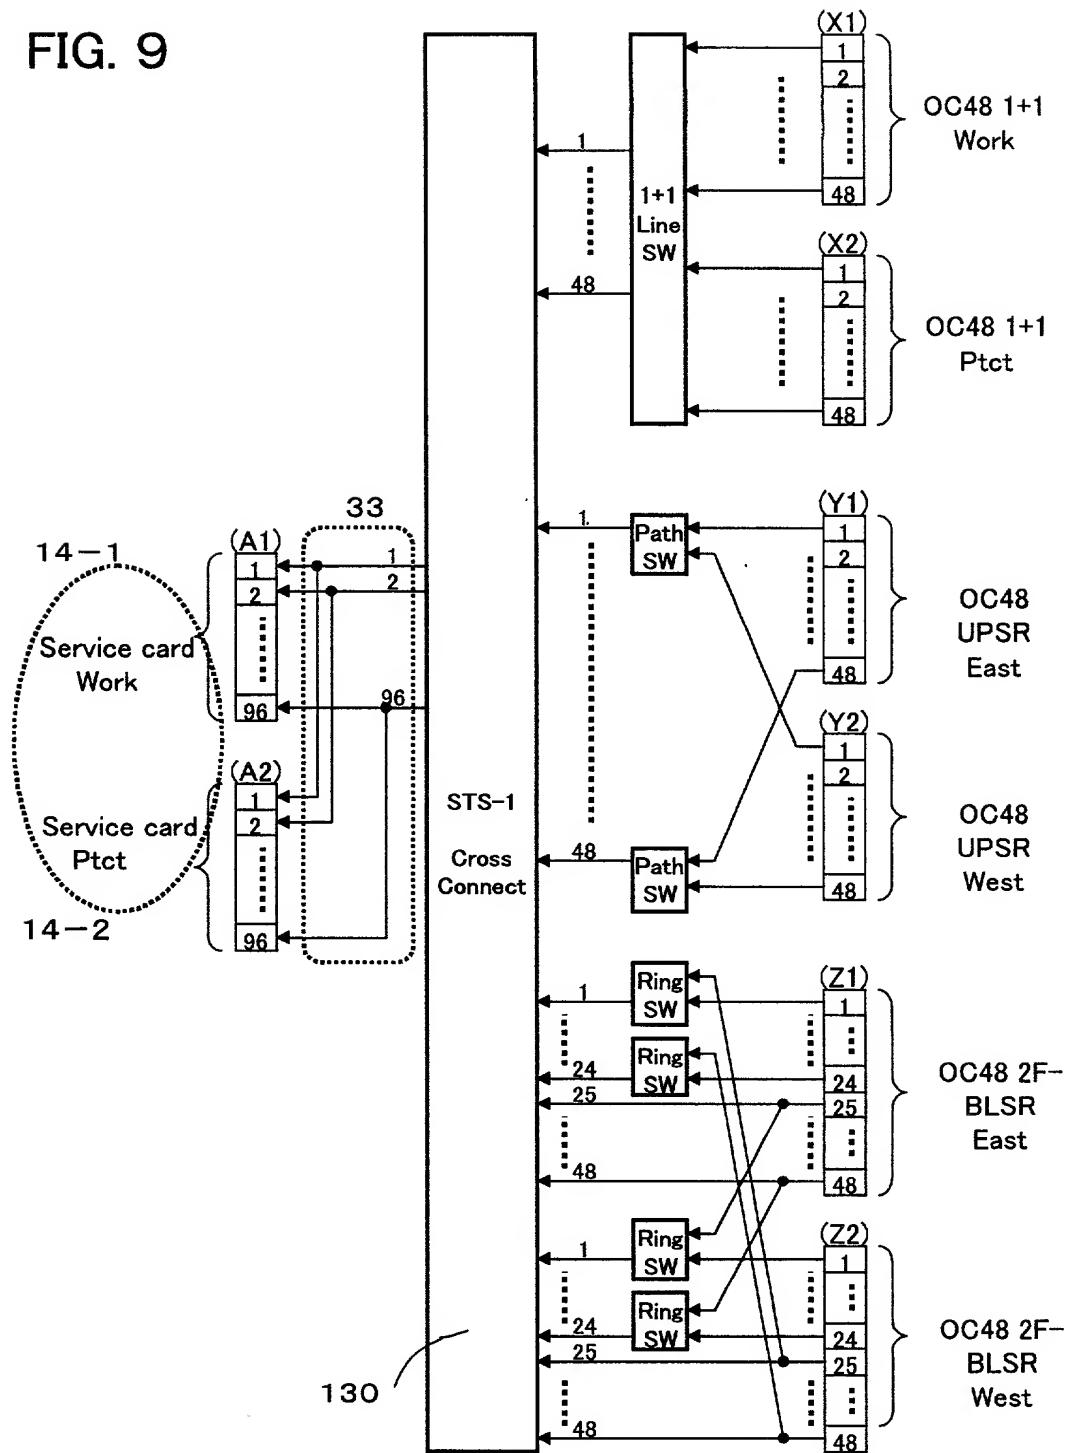 FIG. 9
(X1)
1
2
48
OC48 1+1
Work
1
48
1+1
Line
SW
(X2)
1
2
48
OC48 1+1
Ptct
33
14-1
(A1)
1
2
96
1
2
96
Service card
Work
(A2)
1
2
96
Service card
Ptct
14-2
STS-1
Cross
Connect
130
1
48
Path
SW
Path
SW
(Y1)
1
2
48
OC48
UPSR
East
(Y2)
1
2
48
OC48
UPSR
West
1
24
25
48
Ring
SW
Ring
SW
(Z1)
1
24
25
48
OC48 2F-
BLSR
East
1
24
25
48
Ring
SW
Ring
SW
(Z2)
1
24
25
48
OC48 2F-
BLSR
West